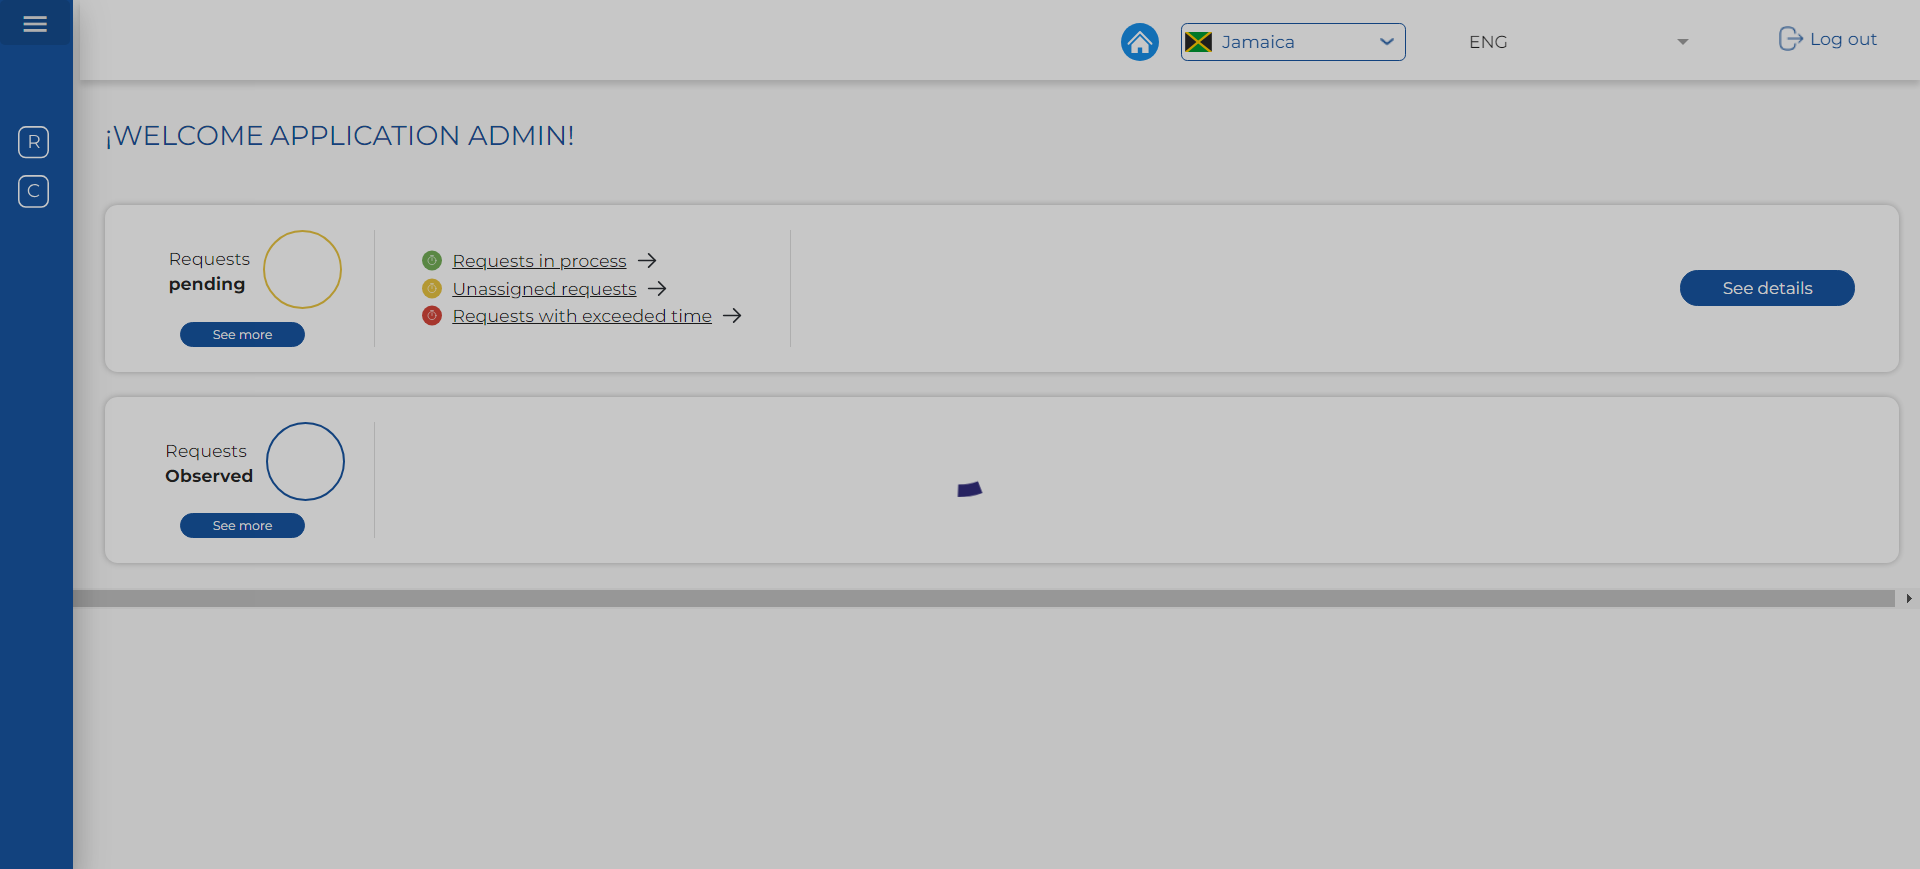 Jamaica
ENG
Log out
R
C
¡WELCOME APPLICATION ADMIN!
Requests
pending
See more
Requests in process
Unassigned requests
Requests with exceeded time
See details
Requests
Observed
See more